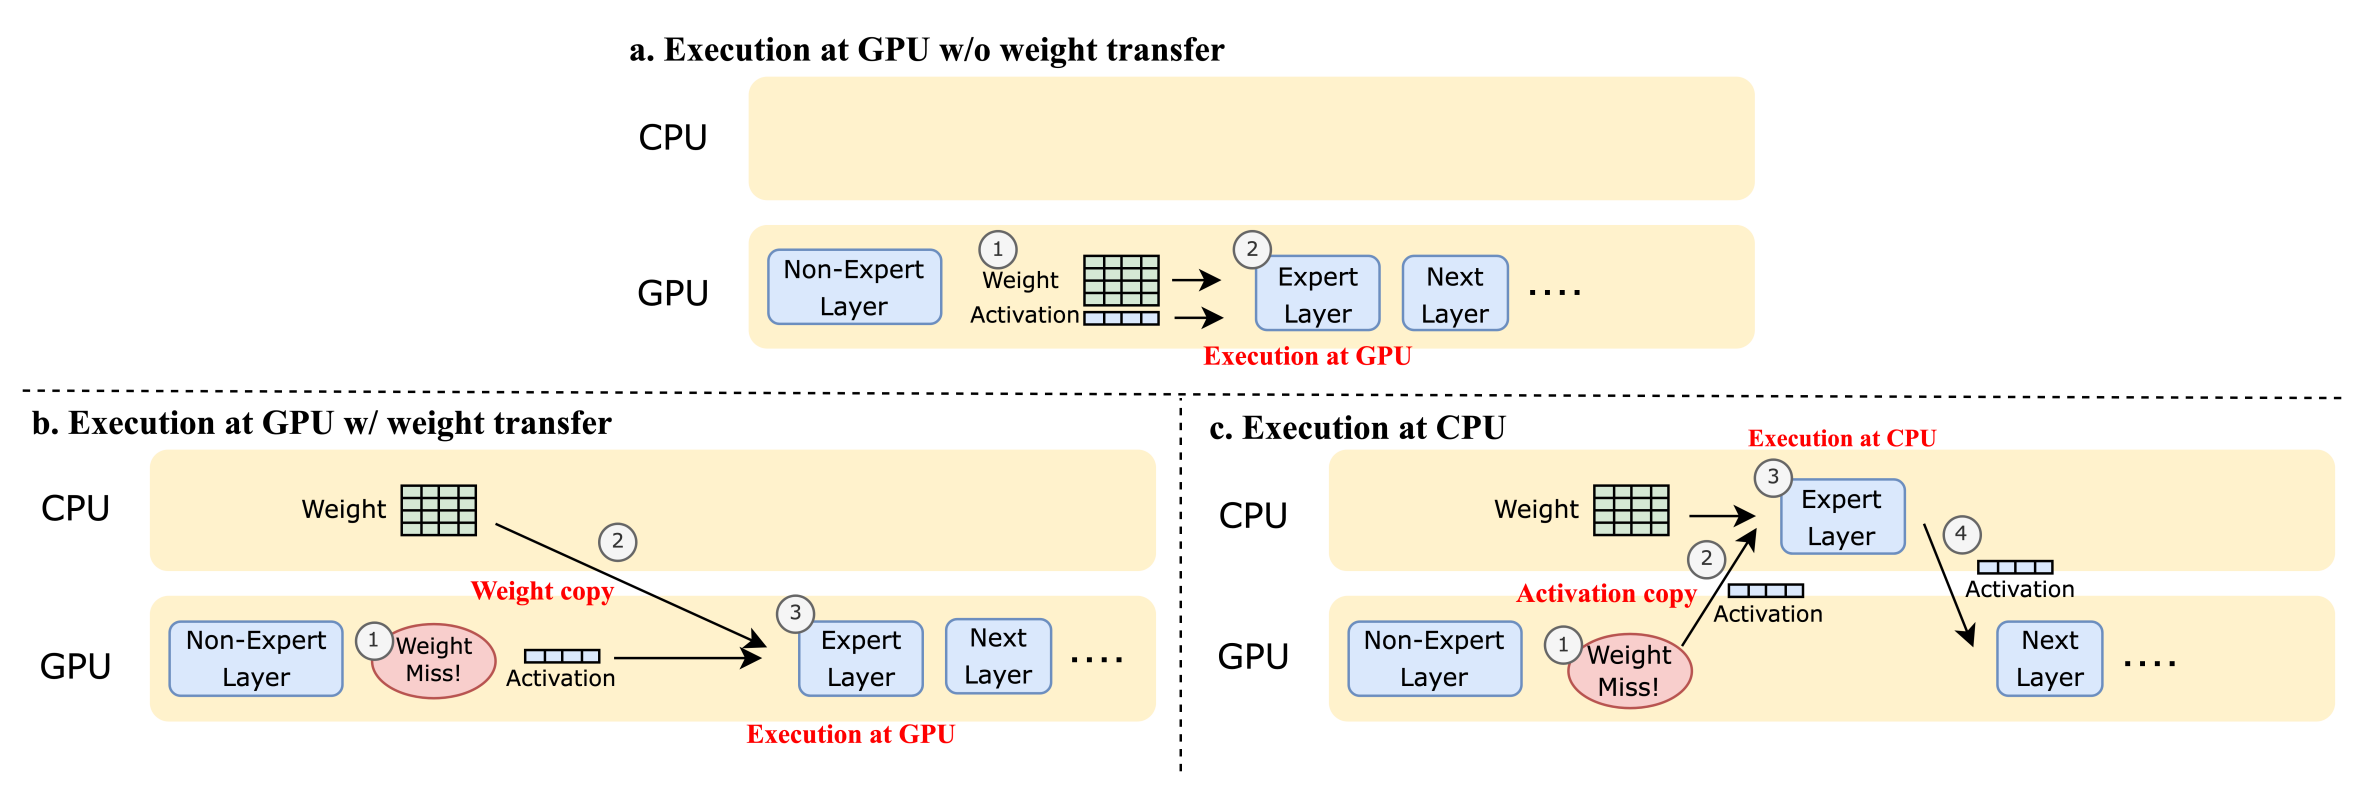 a. Execution at GPU w/o weight transfer
CPU
GPU
Non-Expert
Layer
1
Weight
Activation
2
Expert
Layer
Next
Layer
....
Execution at GPU
b. Execution at GPU w/ weight transfer
CPU
Weight
2
Weight copy
GPU
Non-Expert
Layer
1
Weight
Miss!
Activation
3
Expert
Layer
Next
Layer
....
Execution at GPU
c. Execution at CPU
Execution at CPU
CPU
Weight
3
Expert
Layer
2
4
Activation
Activation copy
Activation
GPU
Non-Expert
Layer
1
Weight
Miss!
Next
Layer
....